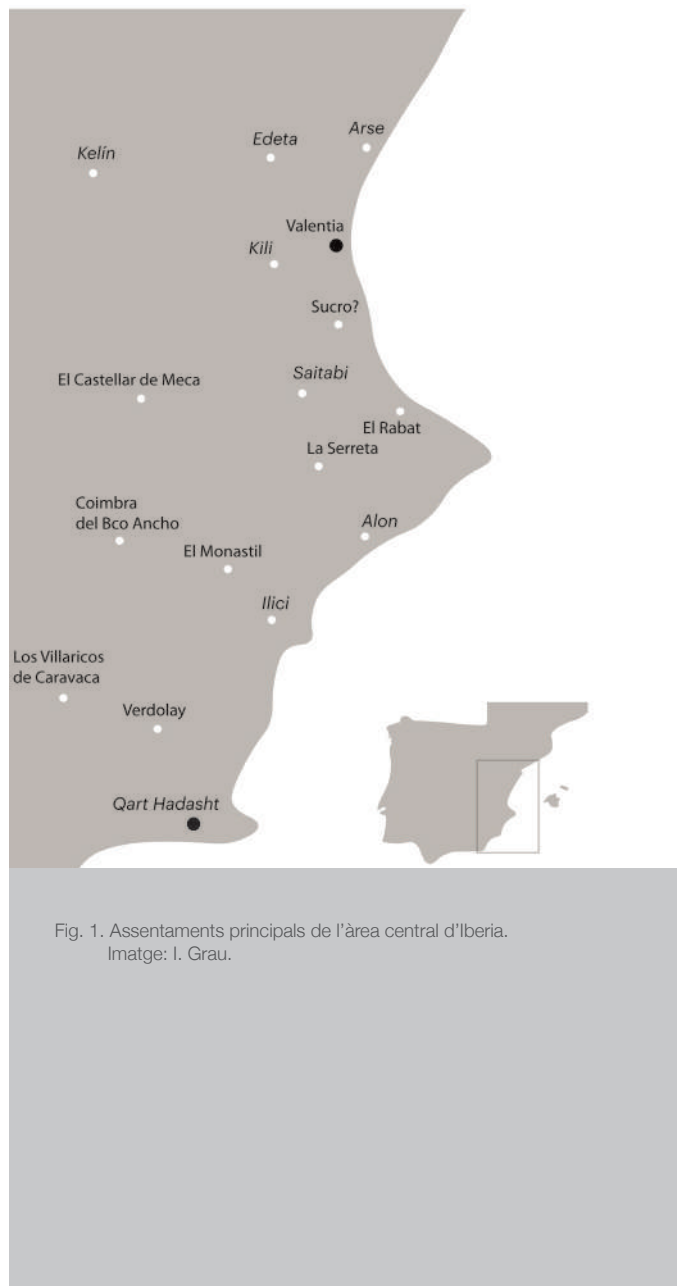 Arse
Edeta
Kelín
Valentia
Kili
Sucro?
Saitabi
El Castellar de Meca
El Rabat
La Serreta
Coimbra
del Bco Ancho
Alon
El Monastil
Ilici
Los Villaricos
de Caravaca
Verdolay
Qart Hadasht
Fig. 1. Assentaments principals de l’àrea central d’Iberia.
Imatge: I. Grau.